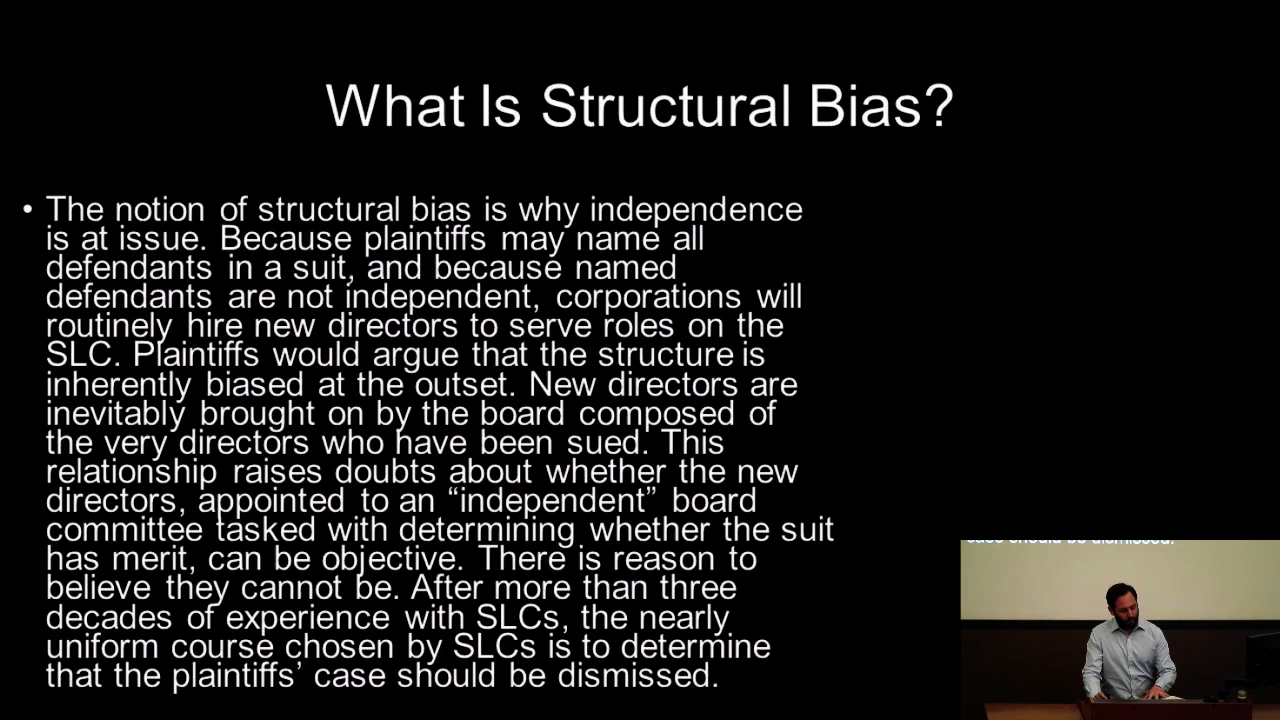 What Is Structural Bias?
• The notion of structural bias is why independence
is at issue. Because plaintiffs may name all
defendants in a suit, and because named
defendants are not independent, corporations will
routinely hire new directors to serve roles on the
SLC. Plaintiffs would argue that the structure is
inherently biased at the outset. New directors are
inevitably brought on by the board composed of
the very directors who have been sued. This
relationship raises doubts about whether the new
directors, appointed to an “independent” board
committee tasked with determining whether the suit
has merit, can be objective. There is reason to
believe they cannot be. After more than three
decades of experience with SLCs, the nearly
uniform course chosen by SLCs is to determine
that the plaintiffs’ case should be dismissed.
case should be dismissed.